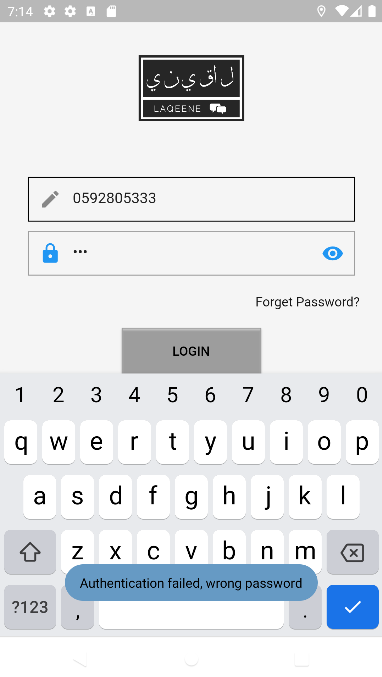 7:14
لاقيني
LAQEENE
0592805333
•••
Forget Password?
LOGIN
1 2 3 4 5 6 7 8 9 0
q w e r t y u i o p
a s d f g h j k l
z x c v b n m
Authentication failed, wrong password
?123 , .